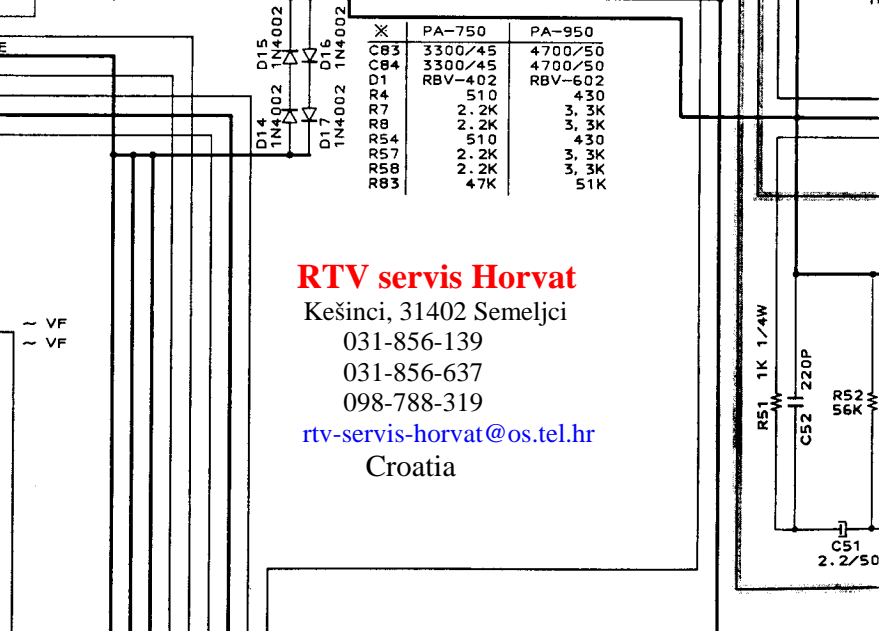 D15
1N4002
D16
1N4002
D14
1N4002
D17
1N4002
※ PA-750 PA-950
C83 3300/45 4700/50
C84 3300/45 4700/50
D1 RBV-402 RBV-602
R4 510 430
R7 2.2K 3, 3K
R8 2.2K 3, 3K
R54 510 430
R57 2.2K 3, 3K
R58 2.2K 3, 3K
R83 47K 51K
RTV servis Horvat
Kešinci, 31402 Semeljci
031-856-139
031-856-637
098-788-319
rtv-servis-horvat@os.tel.hr
Croatia
~ VF
~ VF
R51 1K 1/4W
C52 220P
R52
56K
C51
2.2/50